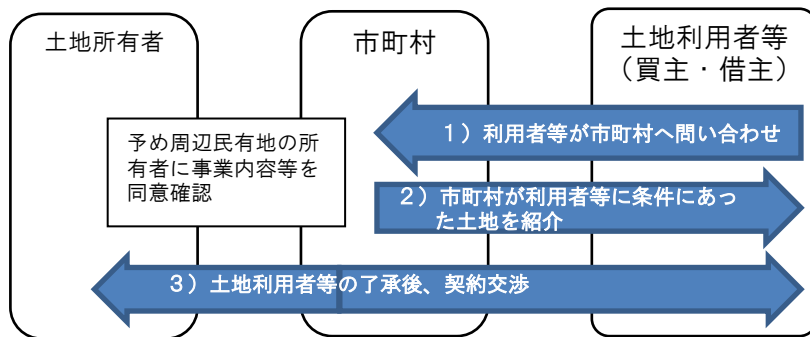 土地所有者
市町村
土地利用者等
（買主・借主）
予め周辺民有地の所
有者に事業内容等を
同意確認
１）利用者等が市町村へ問い合わせ
２）市町村が利用者等に条件にあっ
た土地を紹介
３）土地利用者等の了承後、契約交渉